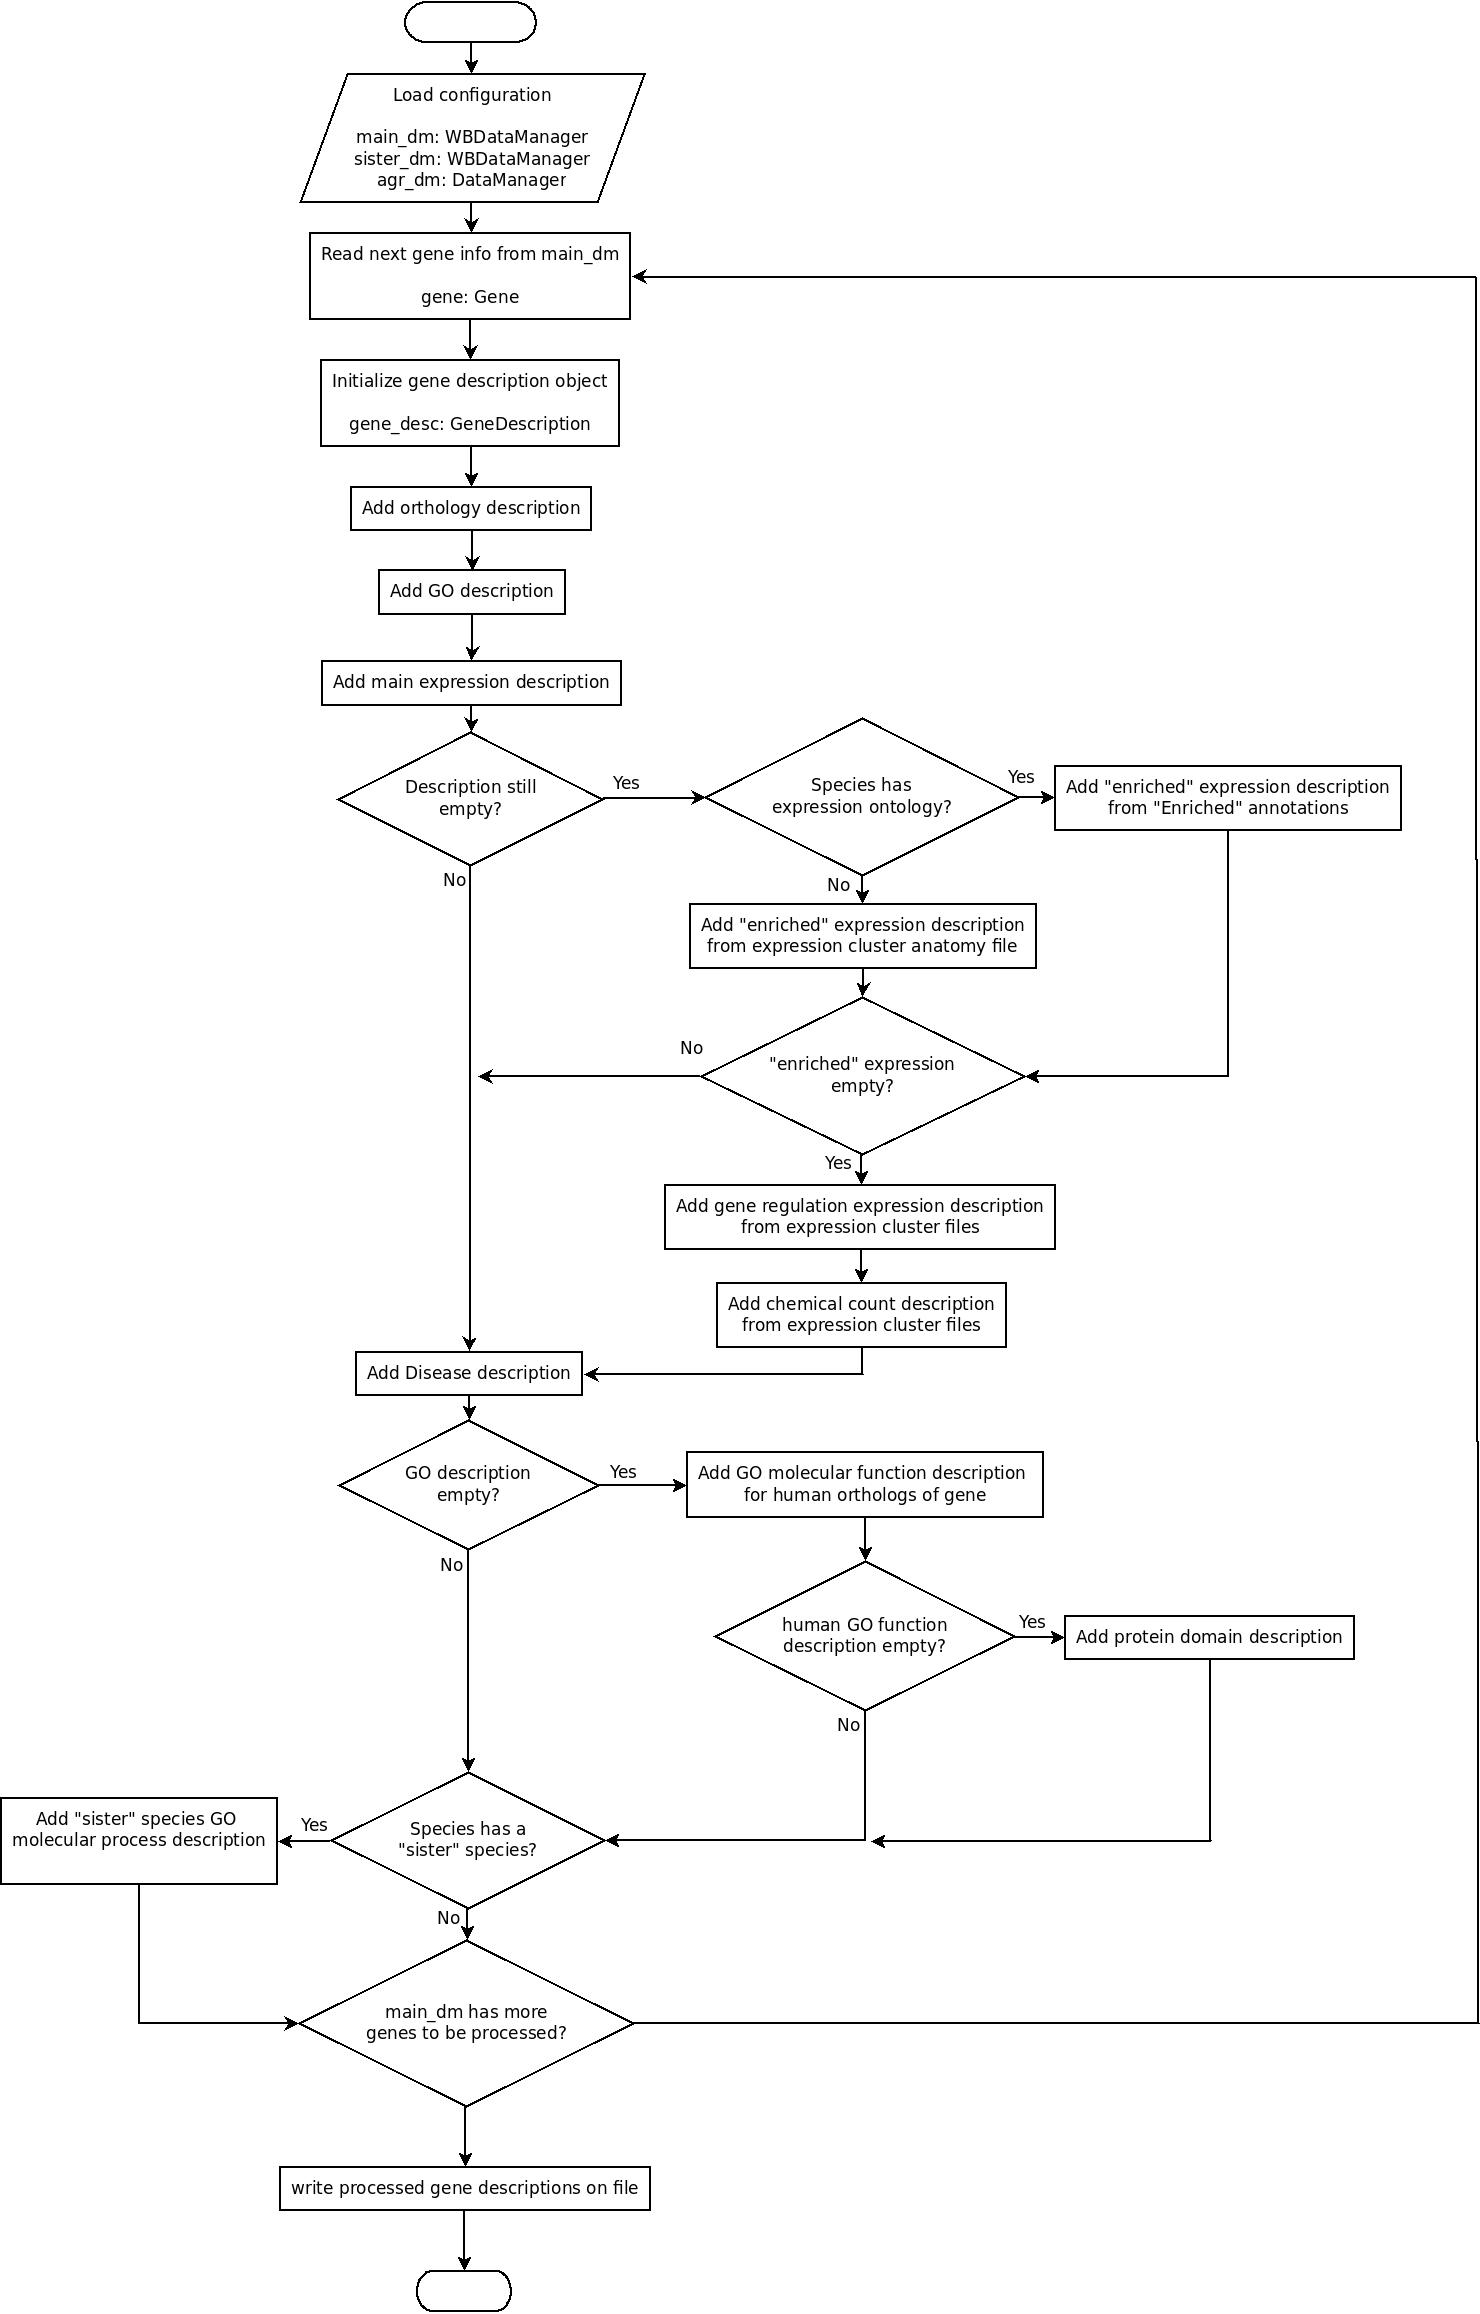 Load configuration
main_dm: WBDataManager
sister_dm: WBDataManager
agr_dm: DataManager
Read next gene info from main_dm
gene: Gene
Initialize gene description object
gene_desc: GeneDescription
Add orthology description
Add GO description
Add main expression description
Description still
empty?
Yes
No
Species has
expression ontology?
Yes
No
Add "enriched" expression description
from "Enriched" annotations
Add "enriched" expression description
from expression cluster anatomy file
"enriched" expression
empty?
No
Yes
Add gene regulation expression description
from expression cluster files
Add chemical count description
from expression cluster files
Add Disease description
GO description
empty?
Yes
No
Add GO molecular function description
for human orthologs of gene
human GO function
description empty?
Yes
No
Add protein domain description
Species has a
"sister" species?
Yes
No
Add "sister" species GO
molecular process description
main_dm has more
genes to be processed?
write processed gene descriptions on file